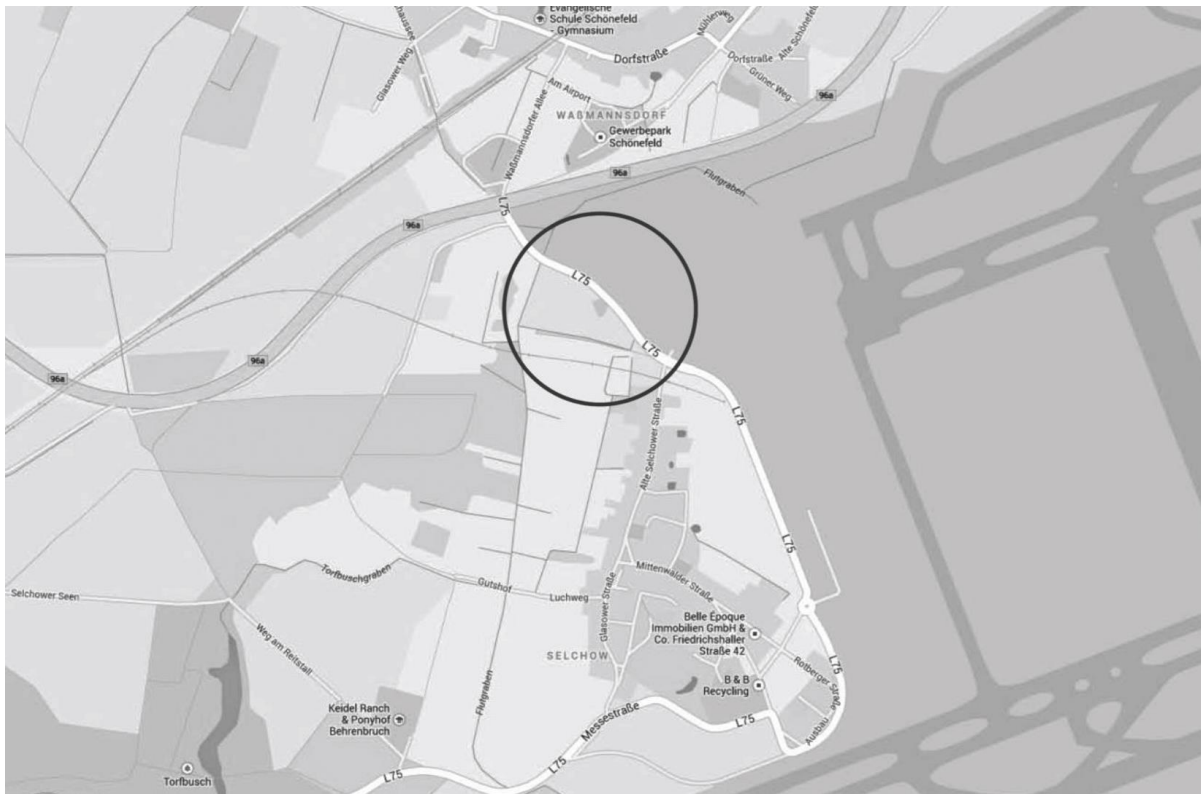 Evangelische
Schule Schönefeld
- Gymnasium
Mühlenweg
Alte Schönefel
Glasower Weg
Dorfstraße
Dorfstraße
Grüner Weg
Am Airport
96a
WAßMANNSDORF
Gewerbepark
Schönefeld
Waßmannsdorfer Allee
96a
Flutgraben
L75
96a
L75
L75
96a
96a
L75
Alte Selchower Straße
L75
Torfbuschgraben
Mittenwalder Straße
Gutshof
Selchower Seen
Luchweg
Glasower Straße
Belle Époque
Immobilien GmbH &
Co. Friedrichshaller
Straße 42
Weg am Reitstall
SELCHOW
L75
Rotberger Straße
B & B
Recycling
Flutgraben
Keidel Ranch
& Ponyhof
Behrenbruch
Messestraße
L75
Ausbau
L75
L75
Torfbusch